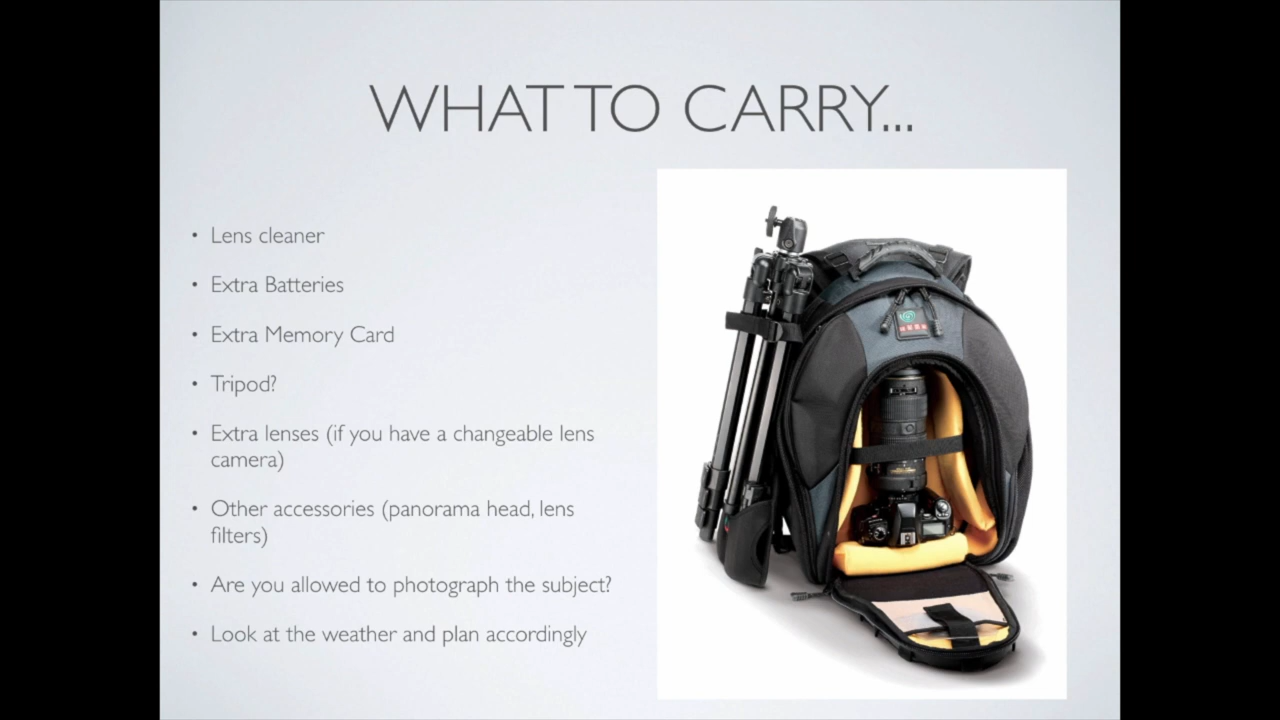 WHAT TO CARRY...
• Lens cleaner
• Extra Batteries
• Extra Memory Card
• Tripod?
• Extra lenses (if you have a changeable lens
camera)
• Other accessories (panorama head, lens
filters)
• Are you allowed to photograph the subject?
• Look at the weather and plan accordingly